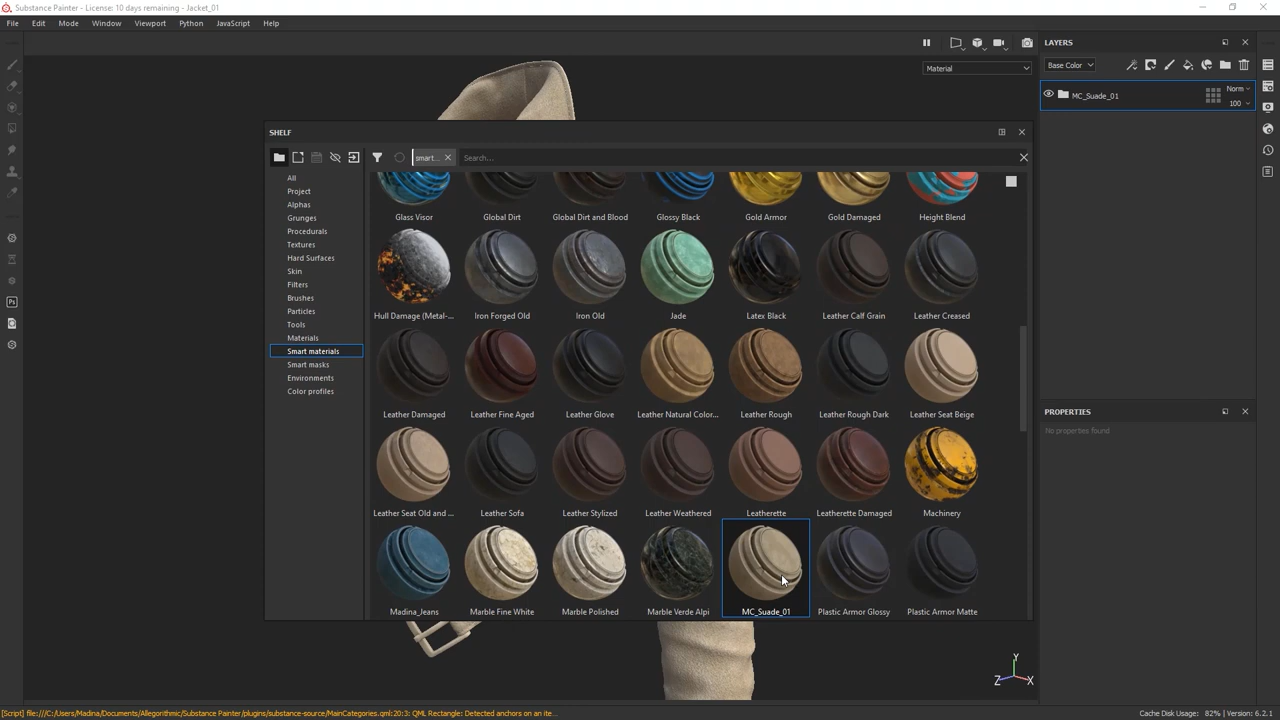 Substance Painter - License: 10 days remaining - Jacket_01
File Edit Mode Window Viewport Python JavaScript Help
Material
LAYERS
Base Color
MC_Suade_01
Norm
100
SHELF
smart...
Search...
All
Project
Alphas
Grunges
Procedurals
Textures
Hard Surfaces
Skin
Filters
Brushes
Particles
Tools
Materials
Smart materials
Smart masks
Environments
Color profiles
Glass Visor Global Dirt Global Dirt and Blood Glossy Black Gold Armor Gold Damaged Height Blend
Hull Damage (Metal-... Iron Forged Old Iron Old Jade Latex Black Leather Calf Grain Leather Creased
Leather Damaged Leather Fine Aged Leather Glove Leather Natural Color... Leather Rough Leather Rough Dark Leather Seat Beige
Leather Seat Old and ... Leather Sofa Leather Stylized Leather Weathered Leatherette Leatherette Damaged Machinery
Madina_Jeans Marble Fine White Marble Polished Marble Verde Alpi MC_Suade_01 Plastic Armor Glossy Plastic Armor Matte
PROPERTIES
No properties found
Ps
Y
Z X
[Script] file:///C:/Users/Madina/Documents/Allegorithmic/Substance Painter/plugins/substance-source/MainCategories.qml:20:3: QML Rectangle: Detected anchors on an ite...
Cache Disk Usage: 82% | Version: 6.2.1